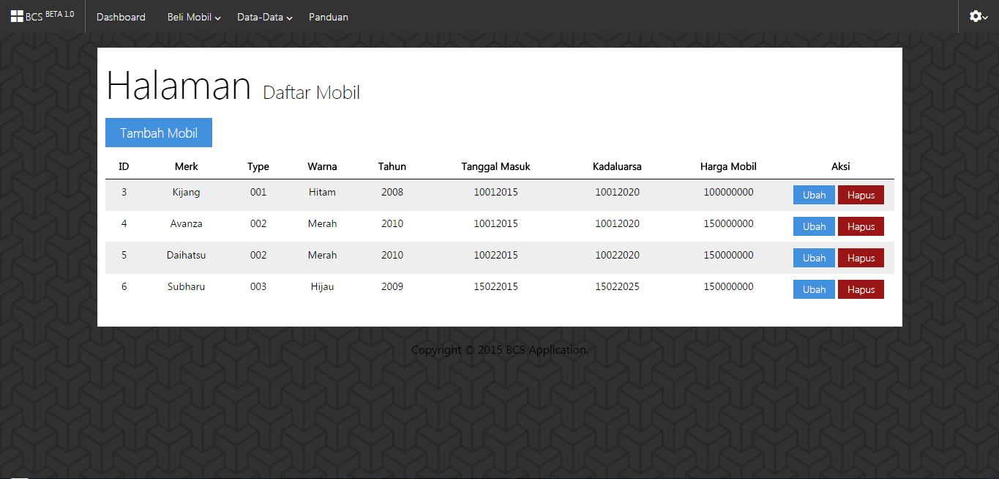 BCS BETA 1.0 Dashboard Beli Mobil Data-Data Panduan
Halaman Daftar Mobil
Tambah Mobil
ID Merk Type Warna Tahun Tanggal Masuk Kadaluarsa Harga Mobil Aksi
3 Kijang 001 Hitam 2008 10012015 10012020 100000000 Ubah Hapus
4 Avanza 002 Merah 2010 10012015 10012020 150000000 Ubah Hapus
5 Daihatsu 002 Merah 2010 10022015 10022020 150000000 Ubah Hapus
6 Subharu 003 Hijau 2009 15022015 15022025 150000000 Ubah Hapus
Copyright © 2015 BCS Application.